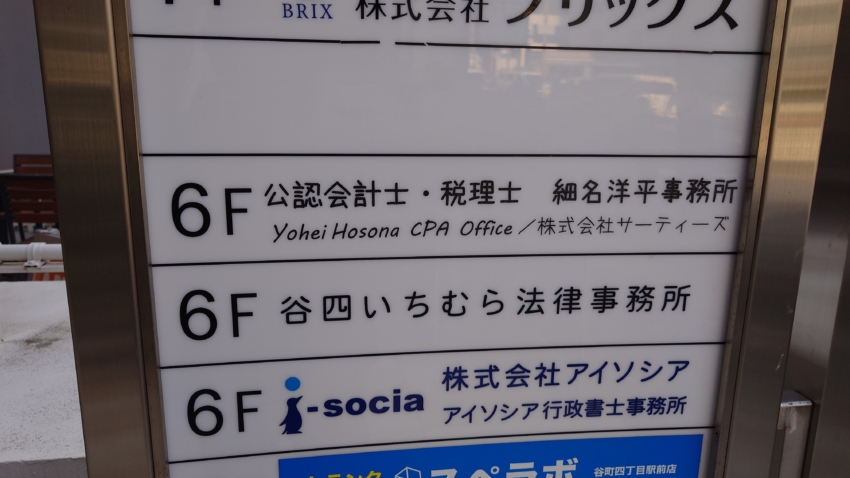 BRIX 株式会社ブリックス
6F 公認会計士・税理士 細名洋平事務所
Yohei Hosona CPA Office／株式会社サーティーズ
6F 谷四いちむら法律事務所
6F i-socia 株式会社アイソシア
アイソシア行政書士事務所
スペラボ 谷町四丁目駅前店